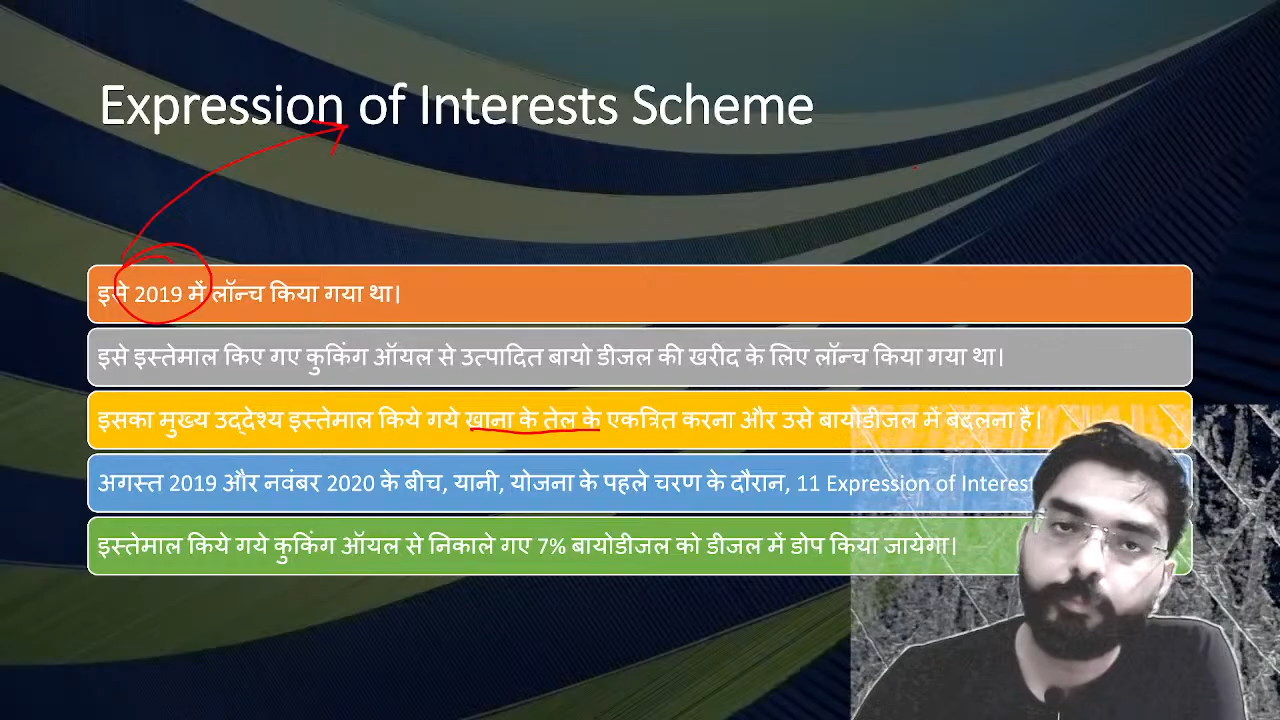 Expression of Interests Scheme
इसे 2019 में लॉन्च किया गया था।
इसे इस्तेमाल किए गए कुकिंग ऑयल से उत्पादित बायो डीजल की खरीद के लिए लॉन्च किया गया था।
इसका मुख्य उद्देश्य इस्तेमाल किये गये खाना के तेल के एकत्रित करना और उसे बायोडीजल में बदलना है।
अगस्त 2019 और नवंबर 2020 के बीच, यानी, योजना के पहले चरण के दौरान, 11 Expression of Interes
इस्तेमाल किये गये कुकिंग ऑयल से निकाले गए 7% बायोडीजल को डीजल में डोप किया जायेगा।